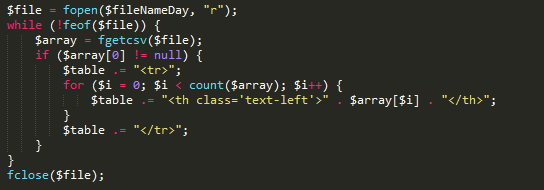 $file = fopen($fileNameDay, "r");
while (!feof($file)) {
    $array = fgetcsv($file);
    if ($array[0] != null) {
        $table .= "<tr>";
        for ($i = 0; $i < count($array); $i++) {
            $table .= "<th class='text-left'>" . $array[$i] . "</th>";
        }
        $table .= "</tr>";
    }
}
fclose($file);